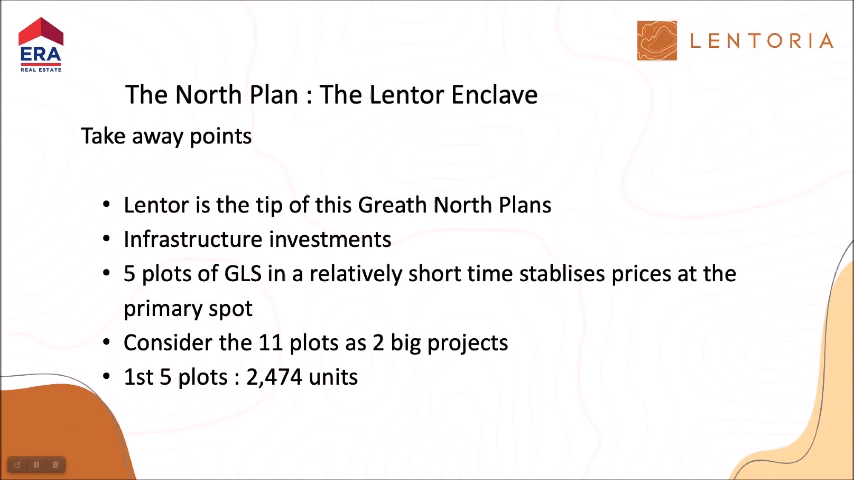 ERA
REAL ESTATE
LENTORIA
The North Plan : The Lentor Enclave
Take away points
• Lentor is the tip of this Greath North Plans
• Infrastructure investments
• 5 plots of GLS in a relatively short time stablises prices at the
primary spot
• Consider the 11 plots as 2 big projects
• 1st 5 plots : 2,474 units